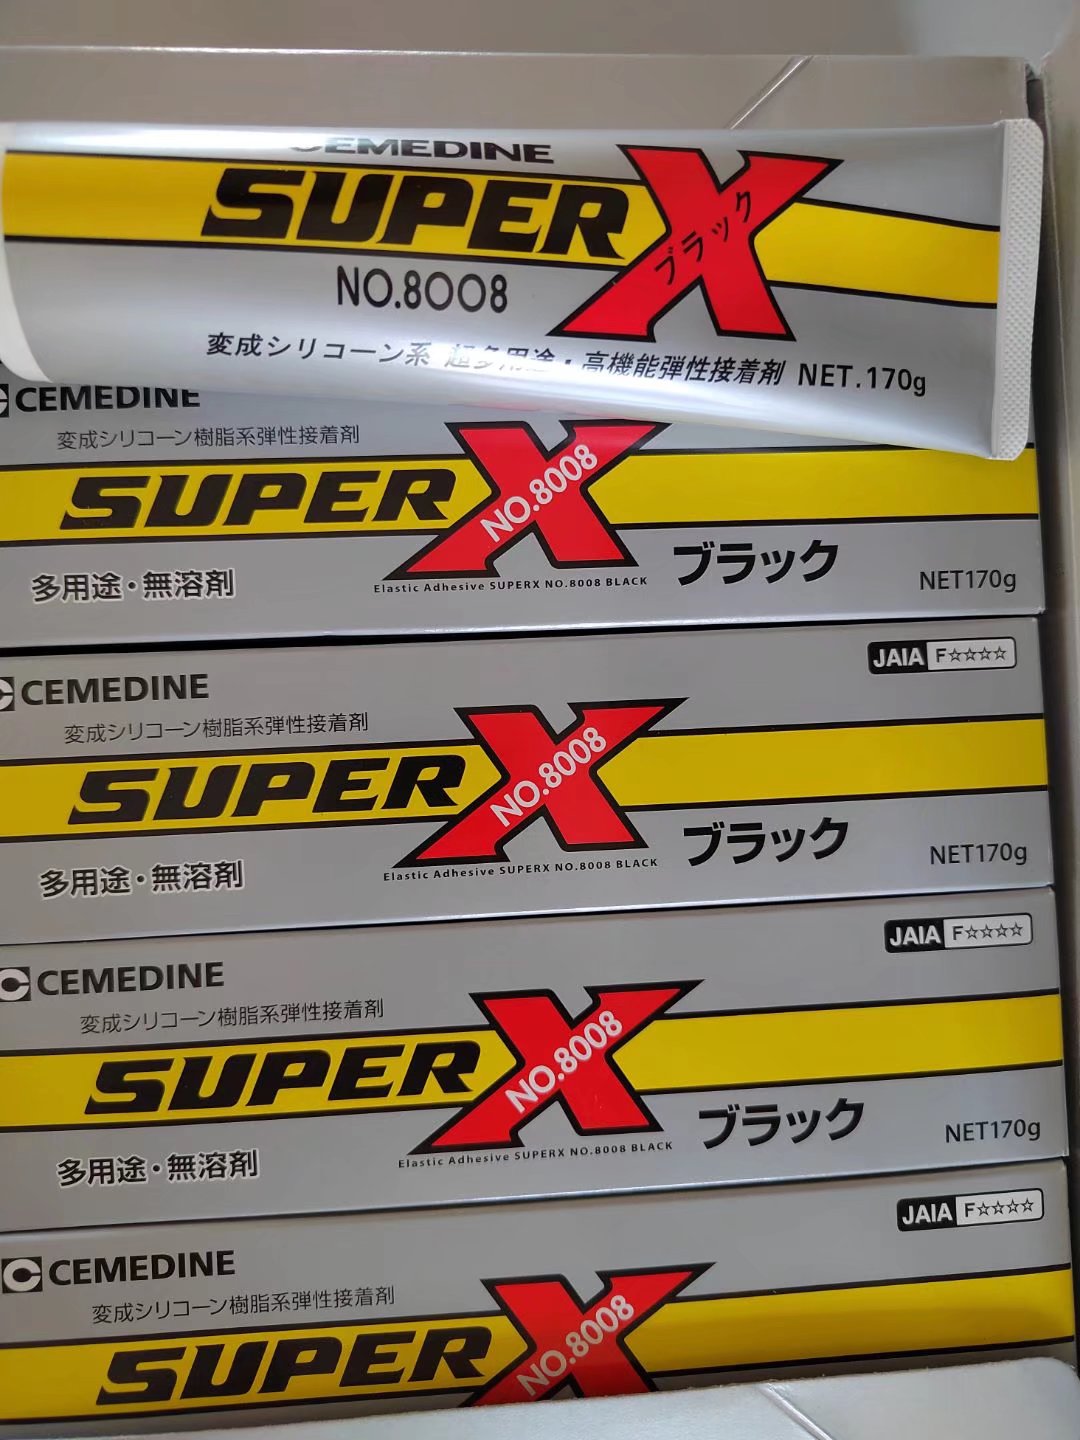 CEMEDINE
SUPER X
ブラック
NO.8008
変成シリコーン系 超多用途・高機能弾性接着剤 NET.170g
CEMEDINE
変成シリコーン樹脂系弾性接着剤
SUPER X
NO.8008
Elastic Adhesive SUPERX NO.8008 BLACK
多用途・無溶剤
ブラック
NET170g
JAIA F☆☆☆☆
CEMEDINE
変成シリコーン樹脂系弾性接着剤
SUPER X
NO.8008
Elastic Adhesive SUPERX NO.8008 BLACK
多用途・無溶剤
ブラック
NET170g
JAIA F☆☆☆☆
CEMEDINE
変成シリコーン樹脂系弾性接着剤
SUPER X
NO.8008
Elastic Adhesive SUPERX NO.8008 BLACK
多用途・無溶剤
ブラック
NET170g
JAIA F☆☆☆☆
CEMEDINE
変成シリコーン樹脂系弾性接着剤
SUPER X
NO.8008